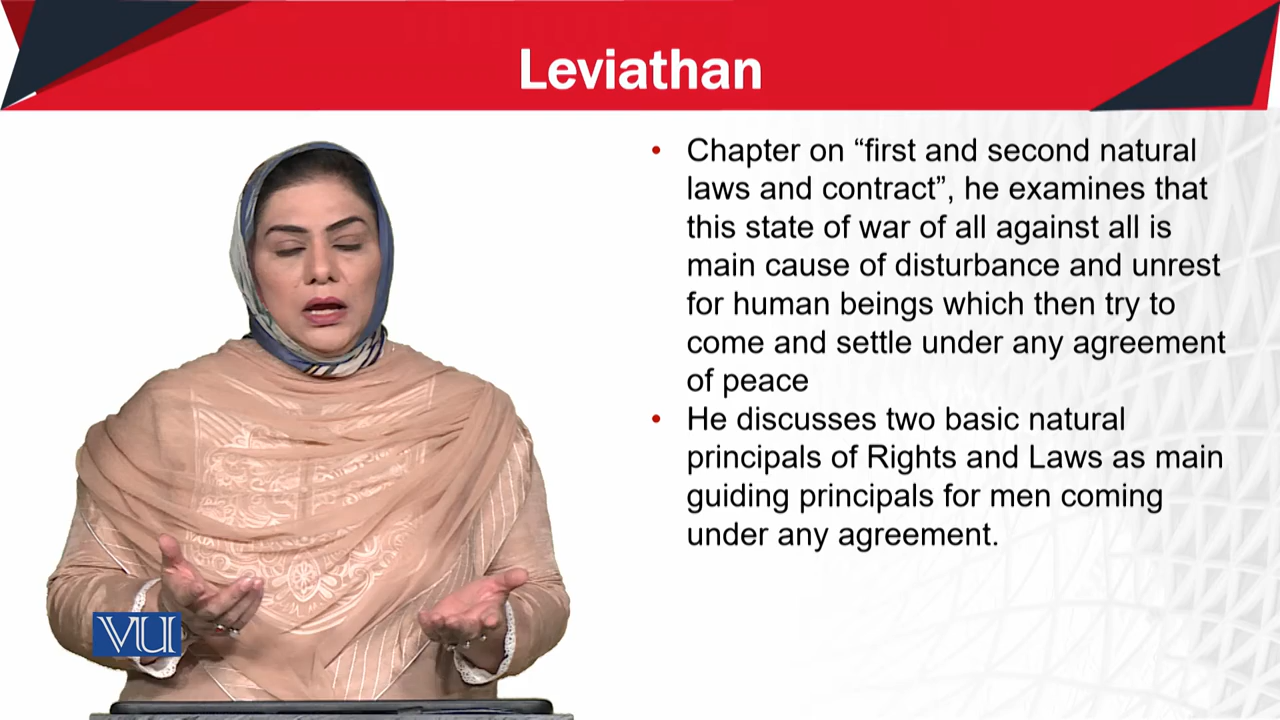 Leviathan
• Chapter on “first and second natural
laws and contract”, he examines that
this state of war of all against all is
main cause of disturbance and unrest
for human beings which then try to
come and settle under any agreement
of peace
• He discusses two basic natural
principals of Rights and Laws as main
guiding principals for men coming
under any agreement.
VU